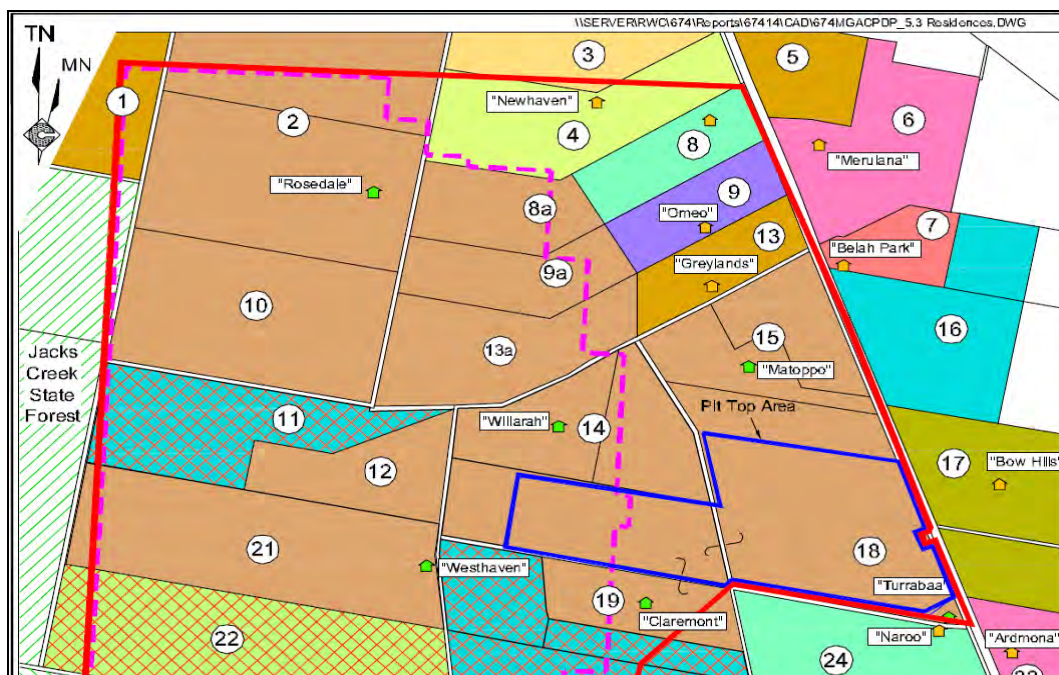 \\SERVER\RWC\674\Reports\67414\CAD\674MGACPDP_5.3 Residences.DWG
TN
MN
1
2
3
4
5
6
"Newhaven"
8
"Merulana"
"Rosedale"
8a
9
"Omeo"
13
7
"Belah Park"
9a
"Greylands"
10
13a
15
16
Jacks
Creek
State
Forest
"Matoppo"
Pit Top Area
11
"Willarah"
14
12
17
"Bow Hills"
21
18
"Westhaven"
"Turrabaa"
19
"Claremont"
22
"Naroo"
"Ardmona"
24